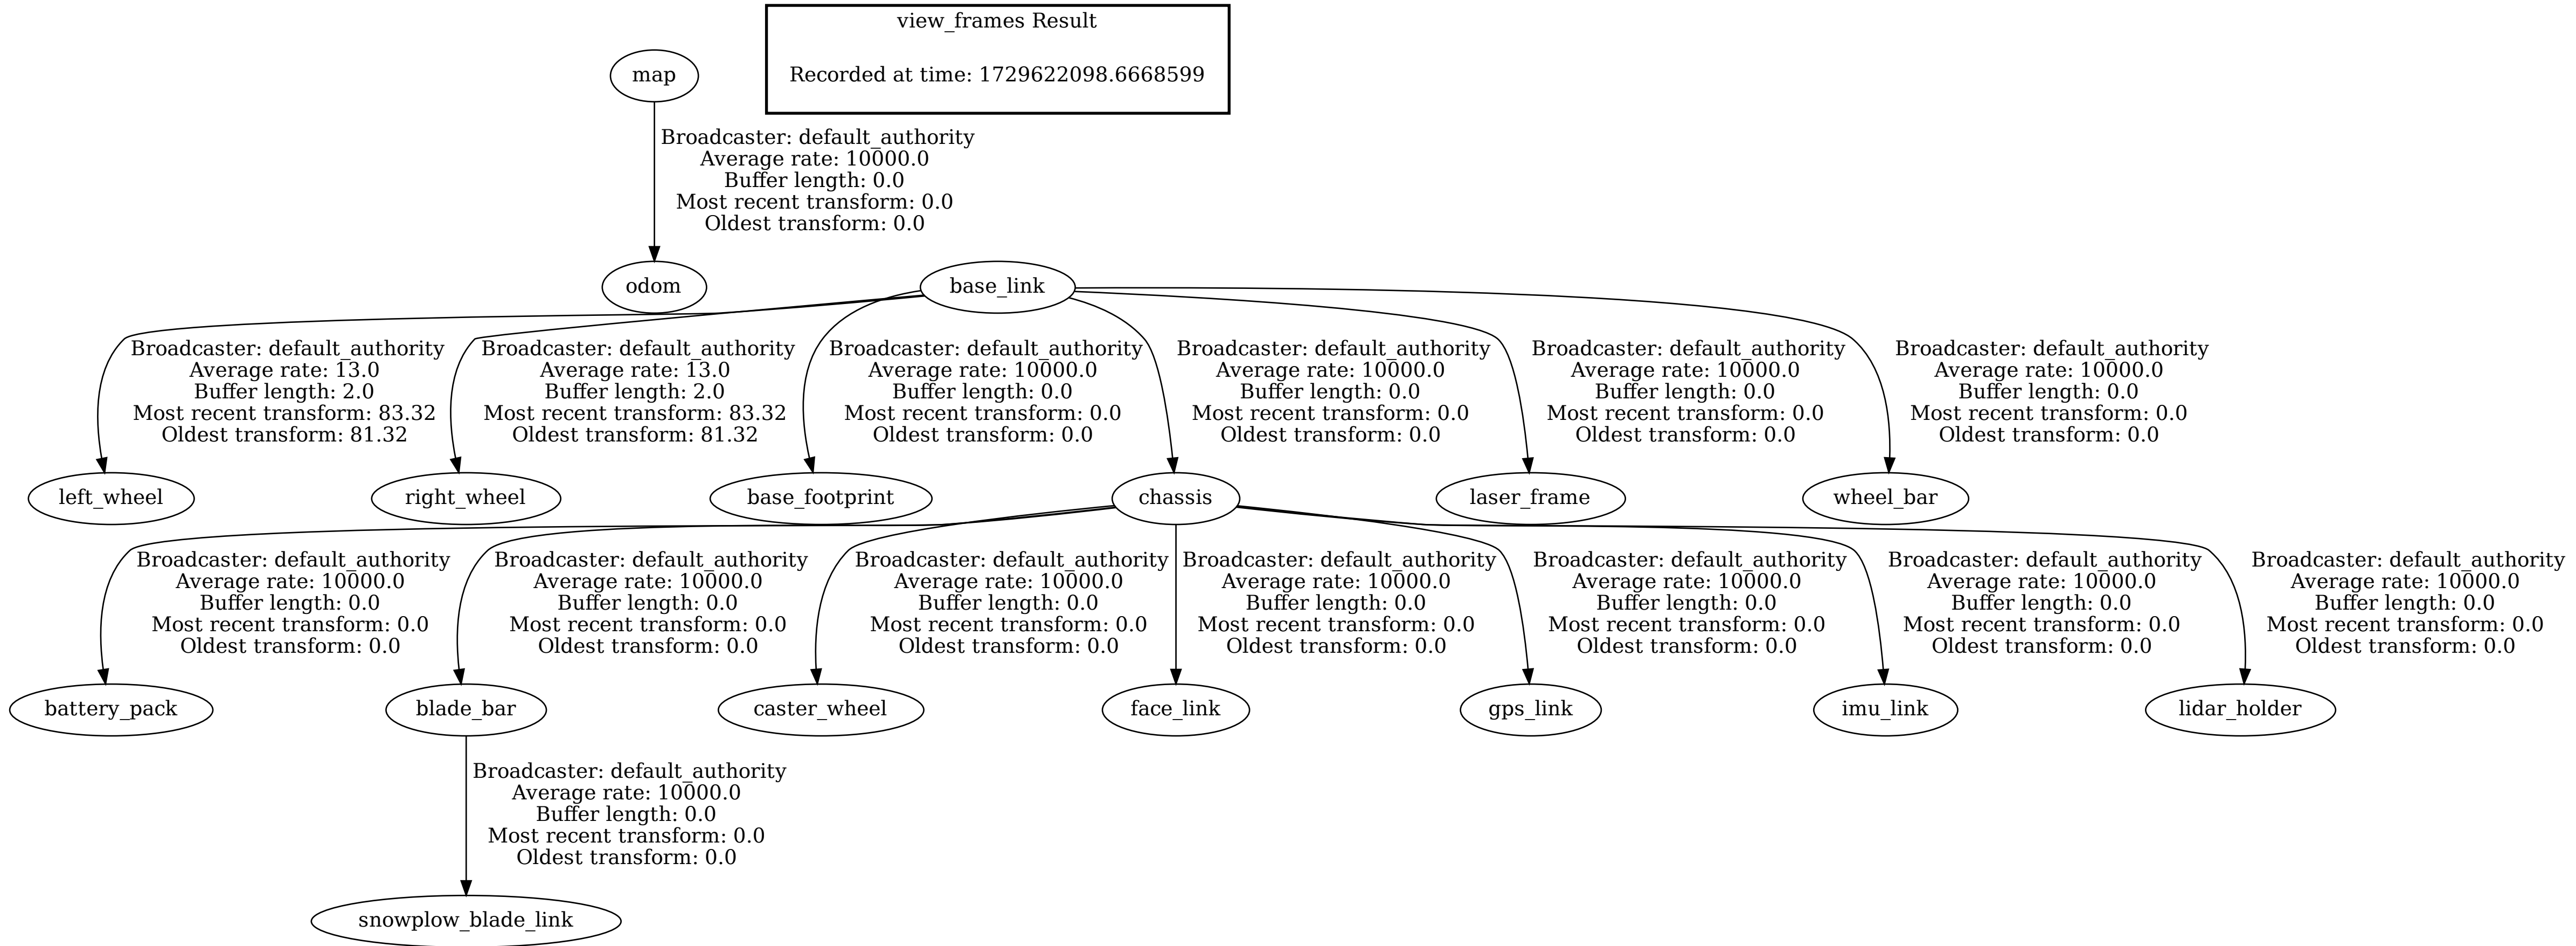 view_frames Result
Recorded at time: 1729622098.6668599
map
Broadcaster: default_authority
Average rate: 10000.0
Buffer length: 0.0
Most recent transform: 0.0
Oldest transform: 0.0
odom
base_link
Broadcaster: default_authority
Average rate: 13.0
Buffer length: 2.0
Most recent transform: 83.32
Oldest transform: 81.32
Broadcaster: default_authority
Average rate: 13.0
Buffer length: 2.0
Most recent transform: 83.32
Oldest transform: 81.32
Broadcaster: default_authority
Average rate: 10000.0
Buffer length: 0.0
Most recent transform: 0.0
Oldest transform: 0.0
Broadcaster: default_authority
Average rate: 10000.0
Buffer length: 0.0
Most recent transform: 0.0
Oldest transform: 0.0
Broadcaster: default_authority
Average rate: 10000.0
Buffer length: 0.0
Most recent transform: 0.0
Oldest transform: 0.0
Broadcaster: default_authority
Average rate: 10000.0
Buffer length: 0.0
Most recent transform: 0.0
Oldest transform: 0.0
left_wheel
right_wheel
base_footprint
chassis
laser_frame
wheel_bar
Broadcaster: default_authority
Average rate: 10000.0
Buffer length: 0.0
Most recent transform: 0.0
Oldest transform: 0.0
Broadcaster: default_authority
Average rate: 10000.0
Buffer length: 0.0
Most recent transform: 0.0
Oldest transform: 0.0
Broadcaster: default_authority
Average rate: 10000.0
Buffer length: 0.0
Most recent transform: 0.0
Oldest transform: 0.0
Broadcaster: default_authority
Average rate: 10000.0
Buffer length: 0.0
Most recent transform: 0.0
Oldest transform: 0.0
Broadcaster: default_authority
Average rate: 10000.0
Buffer length: 0.0
Most recent transform: 0.0
Oldest transform: 0.0
Broadcaster: default_authority
Average rate: 10000.0
Buffer length: 0.0
Most recent transform: 0.0
Oldest transform: 0.0
Broadcaster: default_authority
Average rate: 10000.0
Buffer length: 0.0
Most recent transform: 0.0
Oldest transform: 0.0
battery_pack
blade_bar
caster_wheel
face_link
gps_link
imu_link
lidar_holder
Broadcaster: default_authority
Average rate: 10000.0
Buffer length: 0.0
Most recent transform: 0.0
Oldest transform: 0.0
snowplow_blade_link